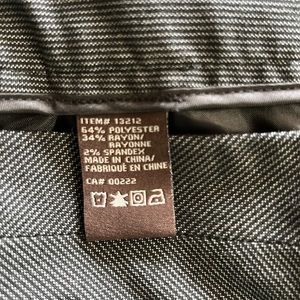 ITEM# 13212
64% POLYESTER
34% RAYON/
RAYONNE
2% SPANDEX
MADE IN CHINA/
FABRIQUÉ EN CHINE
CA# 00222